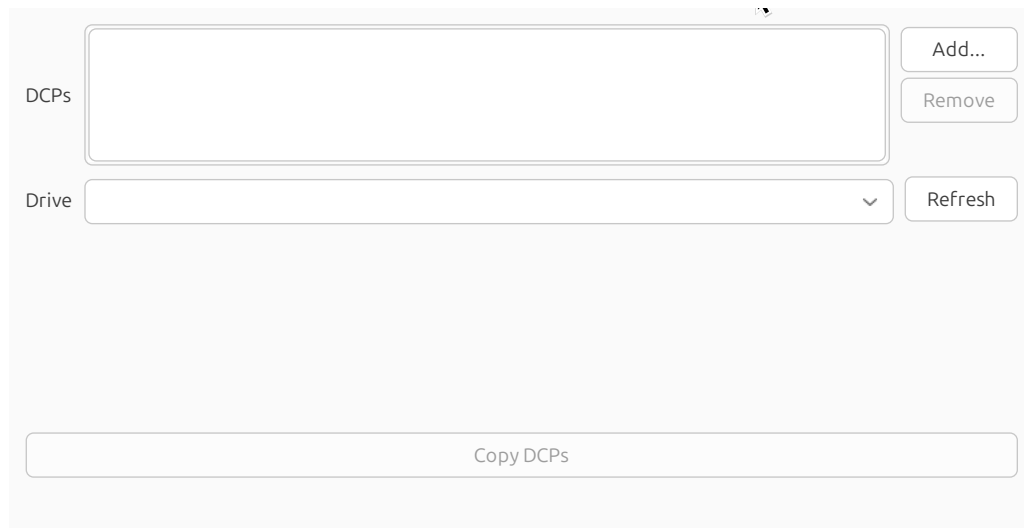 DCPs
Add...
Remove
Drive
Refresh
Copy DCPs